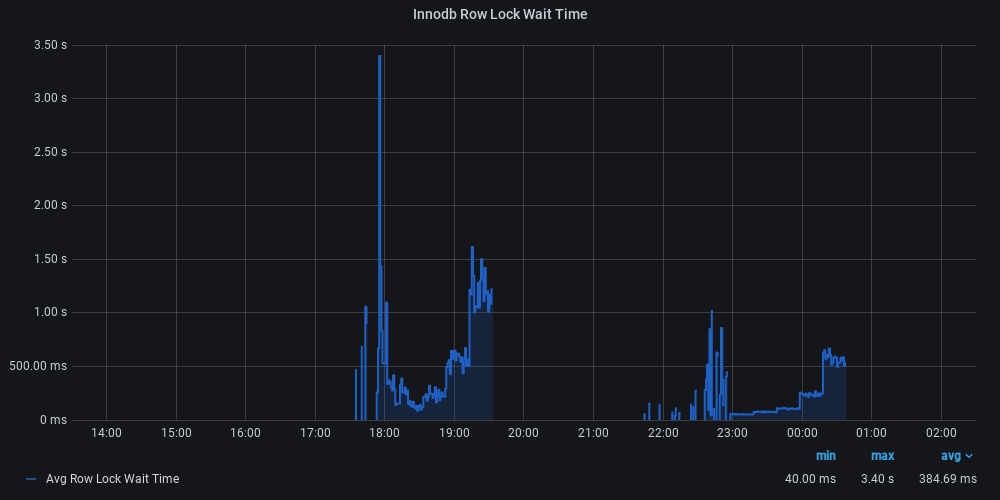 Innodb Row Lock Wait Time
3.50 s
3.00 s
2.50 s
2.00 s
1.50 s
1.00 s
500.00 ms
0 ms
14:00 15:00 16:00 17:00 18:00 19:00 20:00 21:00 22:00 23:00 00:00 01:00 02:00
min max avg
Avg Row Lock Wait Time 40.00 ms 3.40 s 384.69 ms